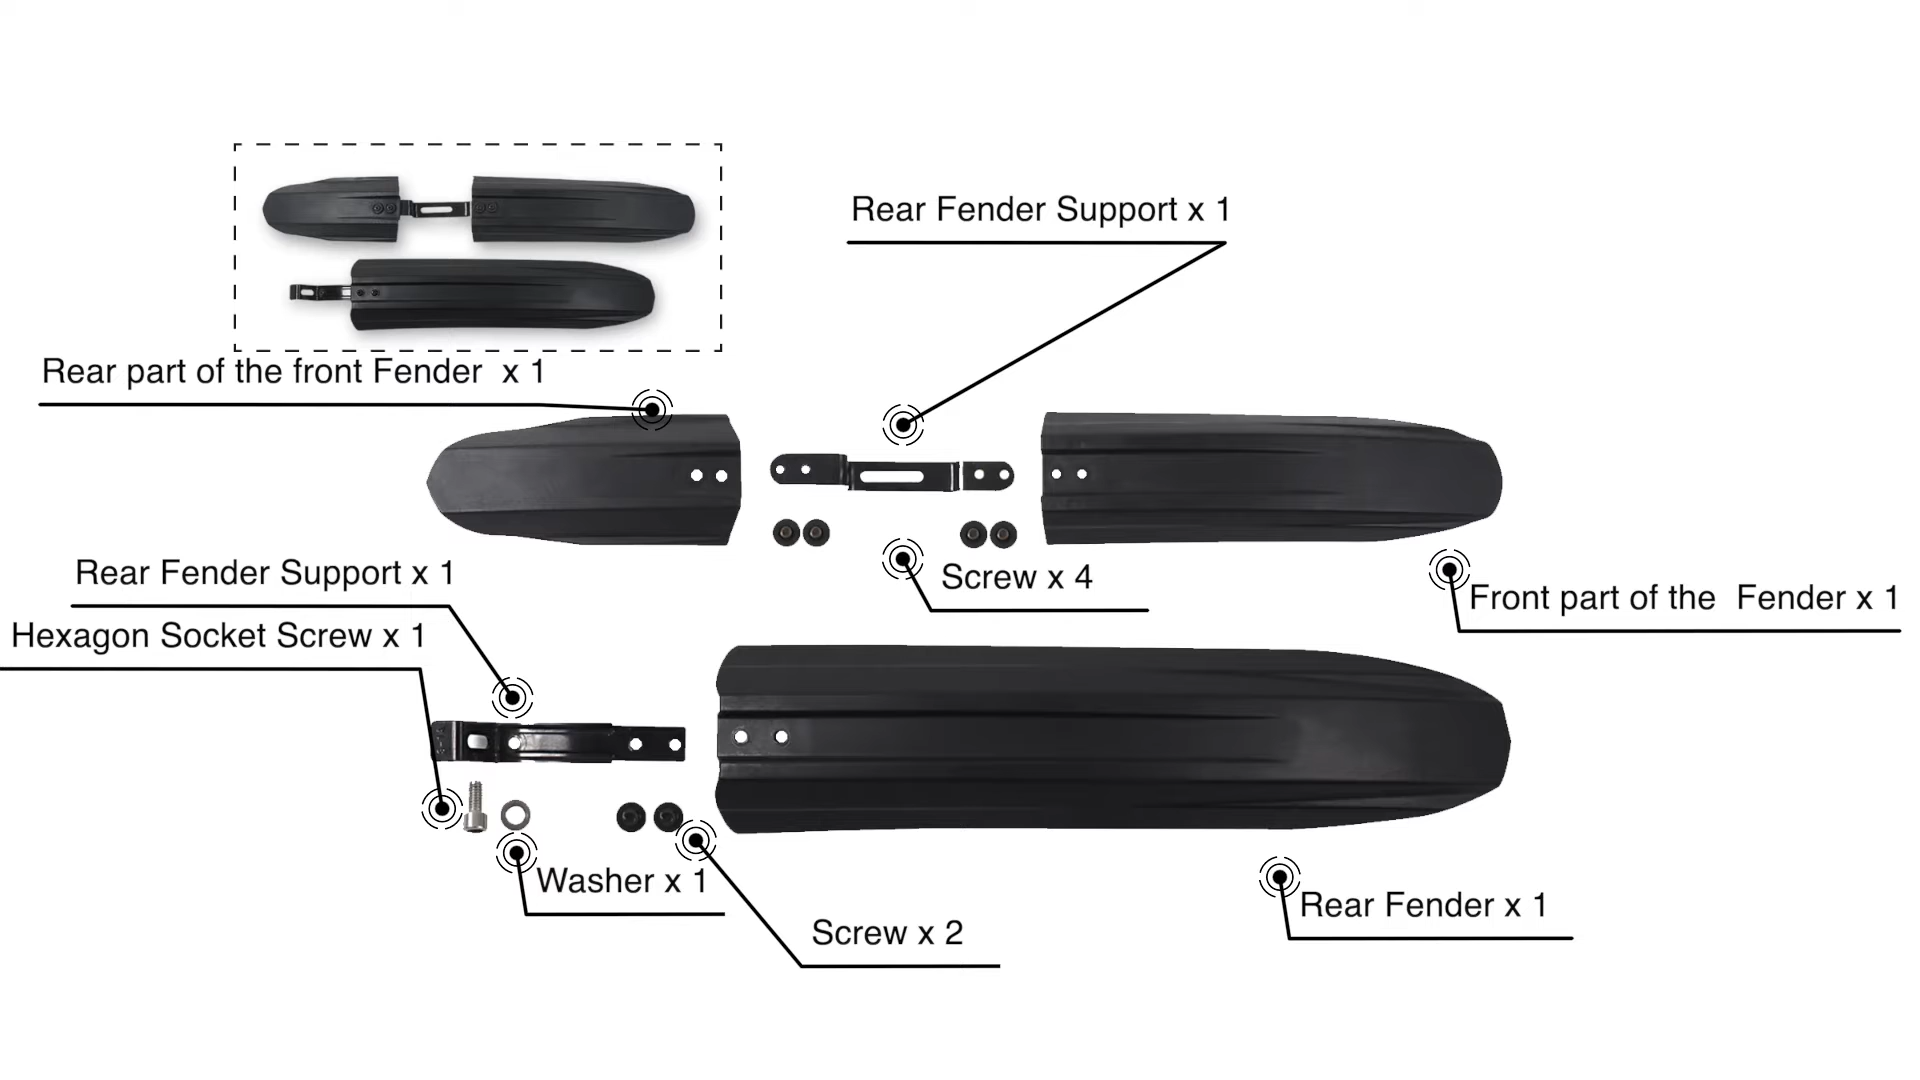 Rear Fender Support x 1
Rear part of the front Fender  x 1
Rear Fender Support x 1
Screw x 4
Front part of the  Fender x 1
Hexagon Socket Screw x 1
Washer x 1
Rear Fender x 1
Screw x 2